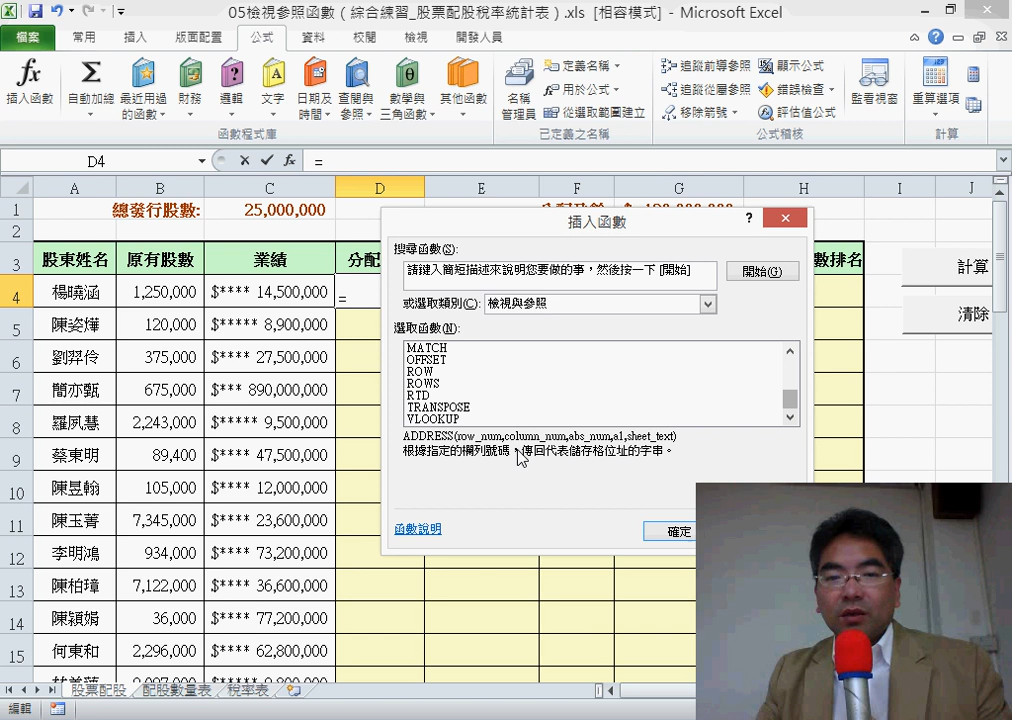 05檢視參照函數（綜合練習_股票配股稅率統計表）.xls [相容模式] - Microsoft Excel
檔案 常用 插入 版面配置 公式 資料 校閱 檢視 開發人員
插入函數 自動加總 最近用過的函數 財務 邏輯 文字 日期及時間 查閱與參照 數學與三角函數 其他函數
函數程式庫
名稱管理員 定義名稱 用於公式 從選取範圍建立
已定義之名稱
追蹤前導參照 追蹤從屬參照 移除箭號 顯示公式 錯誤檢查 評估值公式 監看視窗
公式稽核
重算選項
計算
D4 fx =
A B C D E F G H I J
1 總發行股數: 25,000,000
2
3 股東姓名 原有股數 業績 分配 數排名
4 楊曉涵 1,250,000 $**** 14,500,000 =
5 陳姿燁 120,000 $***** 8,900,000
6 劉羿伶 375,000 $**** 27,500,000
7 簡亦甄 675,000 $*** 890,000,000
8 羅夙慧 2,243,000 $***** 9,500,000
9 蔡東明 89,400 $**** 47,500,000
10 陳昱翰 105,000 $**** 12,000,000
11 陳玉菁 7,345,000 $**** 23,600,000
12 李明鴻 934,000 $**** 73,200,000
13 陳柏璋 7,122,000 $**** 36,600,000
14 陳穎娟 36,000 $**** 77,200,000
15 何東和 2,296,000 $**** 62,800,000
計算
清除
插入函數
搜尋函數(S):
請鍵入簡短描述來說明您要做的事，然後按一下 [開始]
開始(G)
或選取類別(C): 檢視與參照
選取函數(N):
MATCH
OFFSET
ROW
ROWS
RTD
TRANSPOSE
VLOOKUP
ADDRESS(row_num,column_num,abs_num,a1,sheet_text)
根據指定的欄列號碼，傳回代表儲存格位址的字串。
函數說明
確定
股票配股 配股數量表 稅率表
編輯